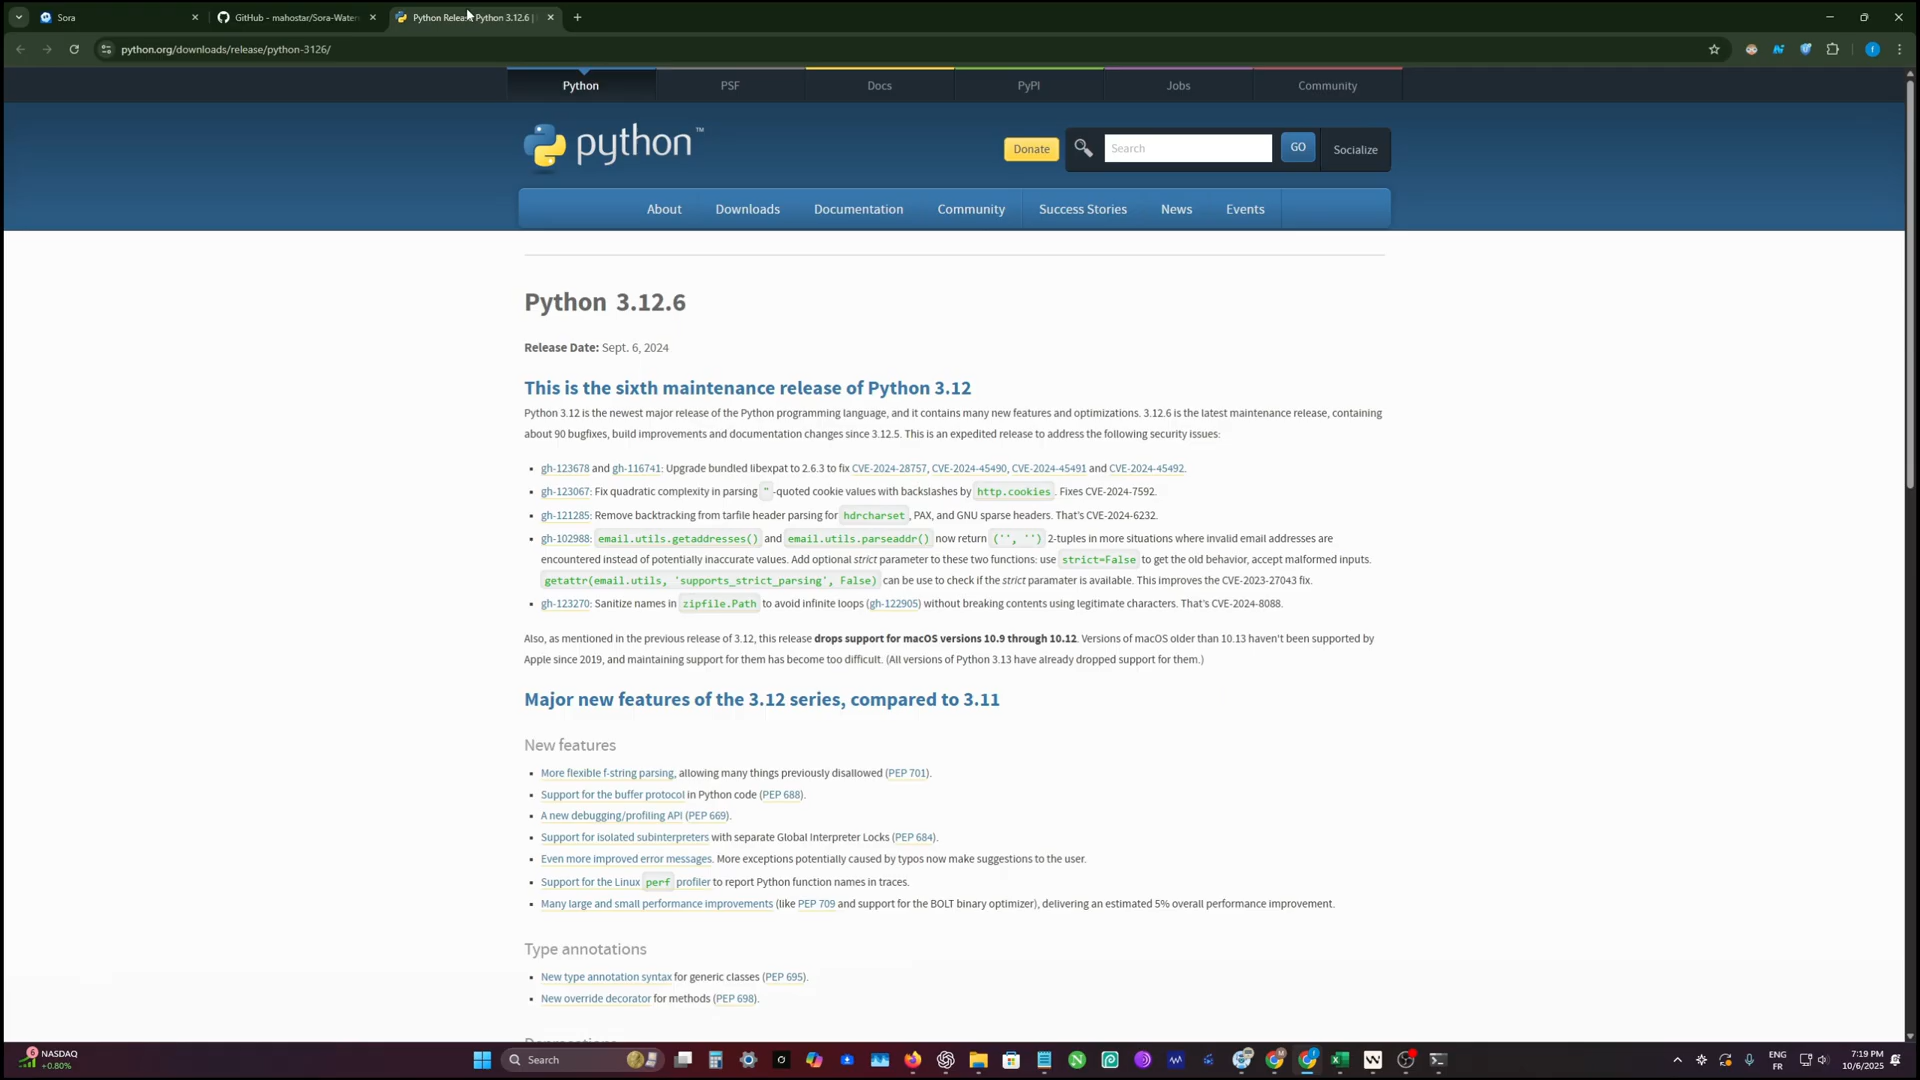 Sora
GitHub - mahostar/Sora-Water
Python Release Python 3.12.6 |
python.org/downloads/release/python-3126/
Python
PSF
Docs
PyPI
Jobs
Community
python™
Donate
Search
GO
Socialize
About
Downloads
Documentation
Community
Success Stories
News
Events
Python 3.12.6
Release Date: Sept. 6, 2024
This is the sixth maintenance release of Python 3.12
Python 3.12 is the newest major release of the Python programming language, and it contains many new features and optimizations. 3.12.6 is the latest maintenance release, containing
about 90 bugfixes, build improvements and documentation changes since 3.12.5. This is an expedited release to address the following security issues:
gh-123678 and gh-116741: Upgrade bundled libexpat to 2.6.3 to fix CVE-2024-28757, CVE-2024-45490, CVE-2024-45491 and CVE-2024-45492.
gh-123067: Fix quadratic complexity in parsing "-quoted cookie values with backslashes by http.cookies. Fixes CVE-2024-7592.
gh-121285: Remove backtracking from tarfile header parsing for hdrcharset, PAX, and GNU sparse headers. That's CVE-2024-6232.
gh-102988: email.utils.getaddresses() and email.utils.parseaddr() now return ('', '') 2-tuples in more situations where invalid email addresses are
encountered instead of potentially inaccurate values. Add optional strict parameter to these two functions: use strict=False to get the old behavior, accept malformed inputs.
getattr(email.utils, 'supports_strict_parsing', False) can be use to check if the strict paramater is available. This improves the CVE-2023-27043 fix.
gh-123270: Sanitize names in zipfile.Path to avoid infinite loops (gh-122905) without breaking contents using legitimate characters. That's CVE-2024-8088.
Also, as mentioned in the previous release of 3.12, this release drops support for macOS versions 10.9 through 10.12. Versions of macOS older than 10.13 haven't been supported by
Apple since 2019, and maintaining support for them has become too difficult. (All versions of Python 3.13 have already dropped support for them.)
Major new features of the 3.12 series, compared to 3.11
New features
More flexible f-string parsing, allowing many things previously disallowed (PEP 701).
Support for the buffer protocol in Python code (PEP 688).
A new debugging/profiling API (PEP 669).
Support for isolated subinterpreters with separate Global Interpreter Locks (PEP 684).
Even more improved error messages. More exceptions potentially caused by typos now make suggestions to the user.
Support for the Linux perf profiler to report Python function names in traces.
Many large and small performance improvements (like PEP 709 and support for the BOLT binary optimizer), delivering an estimated 5% overall performance improvement.
Type annotations
New type annotation syntax for generic classes (PEP 695).
New override decorator for methods (PEP 698).
6
NASDAQ
+0.80%
Search
ENG
FR
7:19 PM
10/6/2025